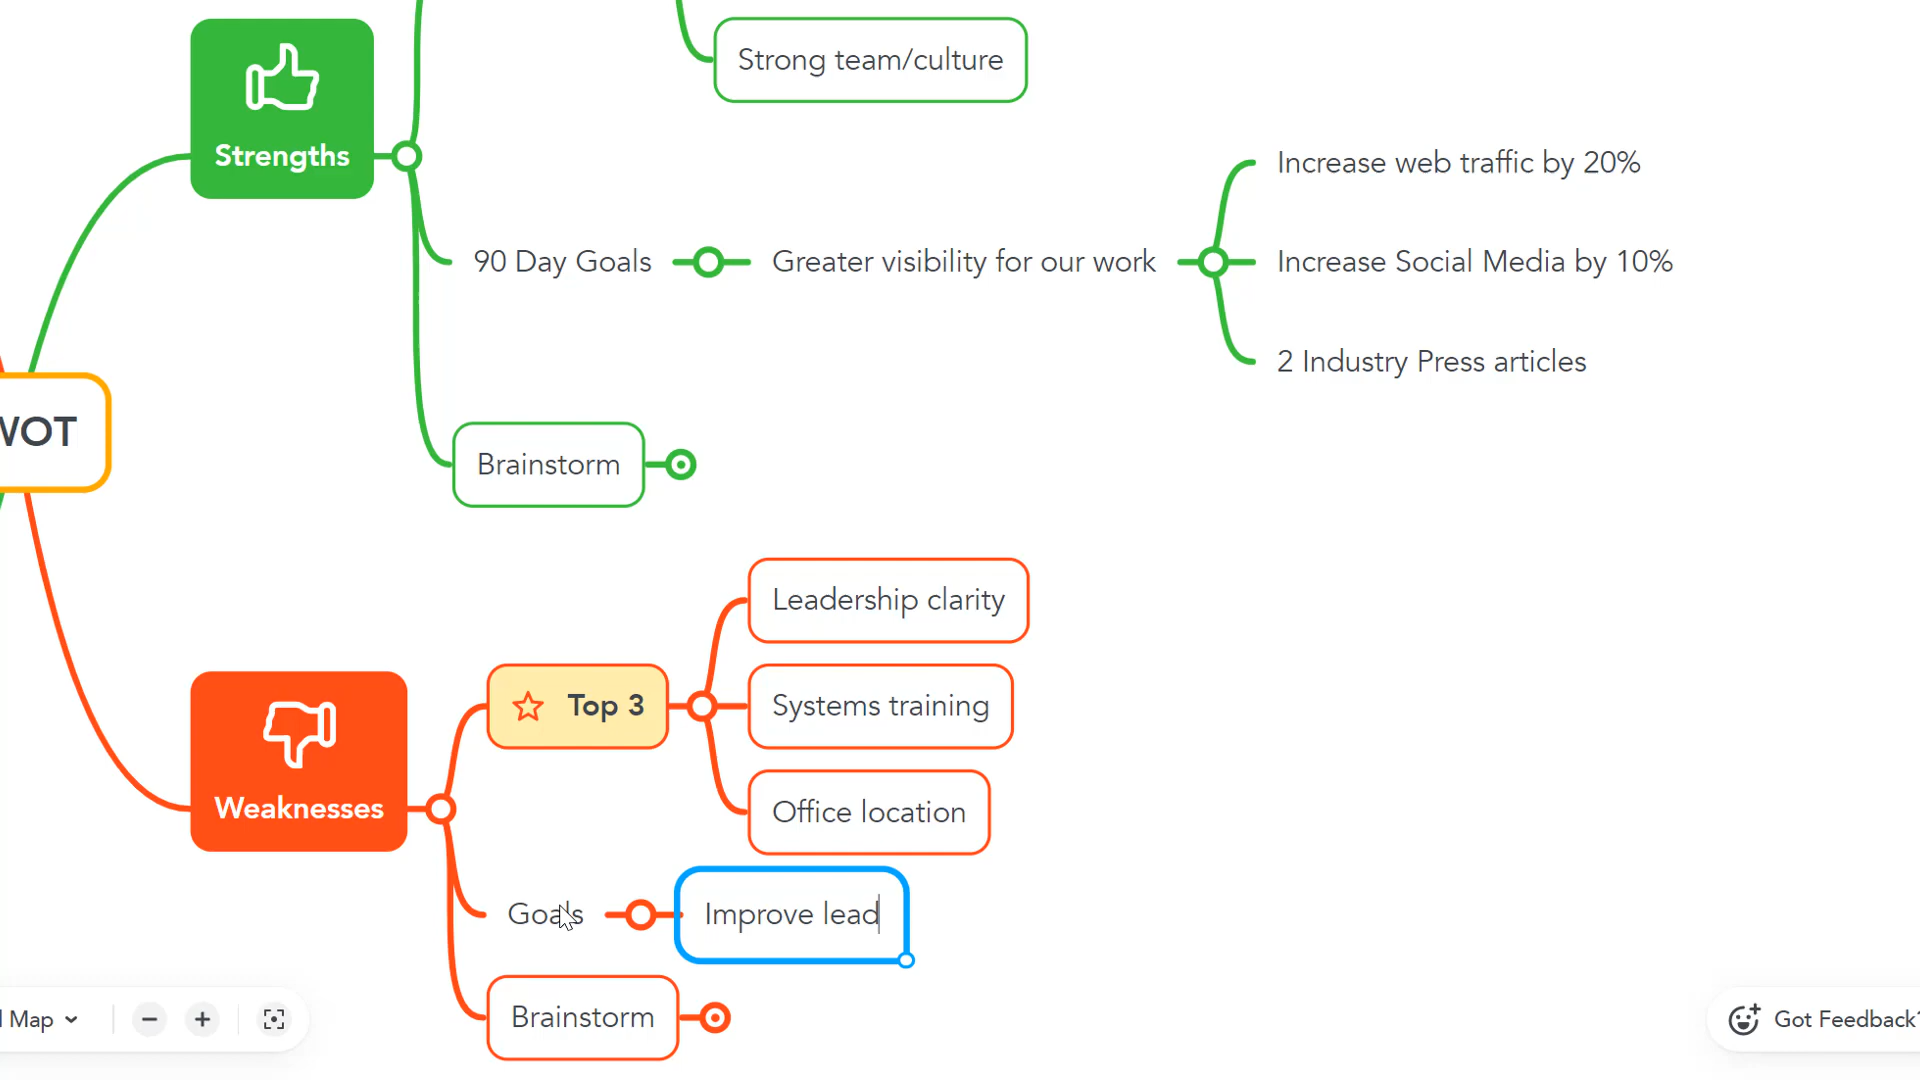 Strong team/culture
Strengths
Increase web traffic by 20%
90 Day Goals
Greater visibility for our work
Increase Social Media by 10%
2 Industry Press articles
WOT
Brainstorm
Leadership clarity
Top 3
Systems training
Weaknesses
Office location
Goals
Improve lead
Brainstorm
Map
Got Feedback?